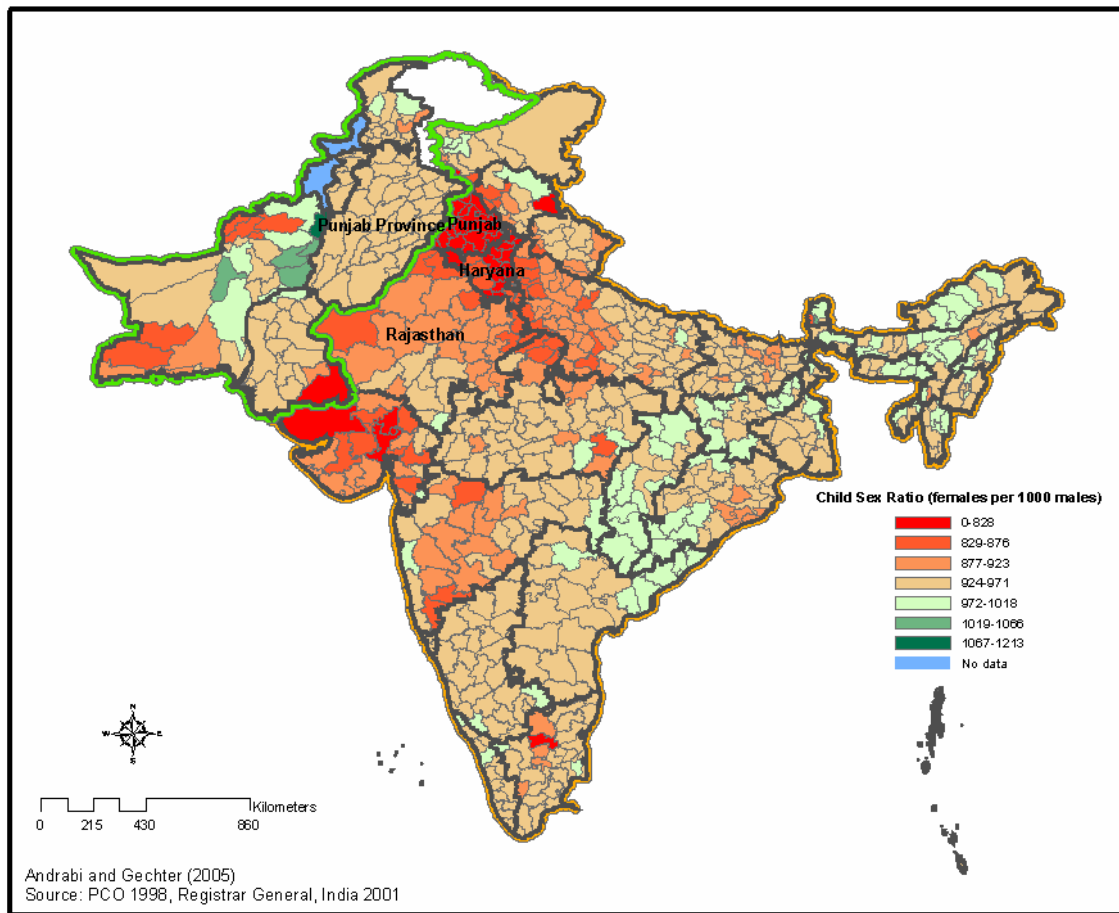 Punjab Province
Punjab
Haryana
Rajasthan
Child Sex Ratio (females per 1000 males)
0-828
829-876
877-923
924-971
972-1018
1019-1066
1067-1213
No data
N
W E
S
Kilometers
0 215 430 860
Andrabi and Gechter (2005)
Source: PCO 1998, Registrar General, India 2001